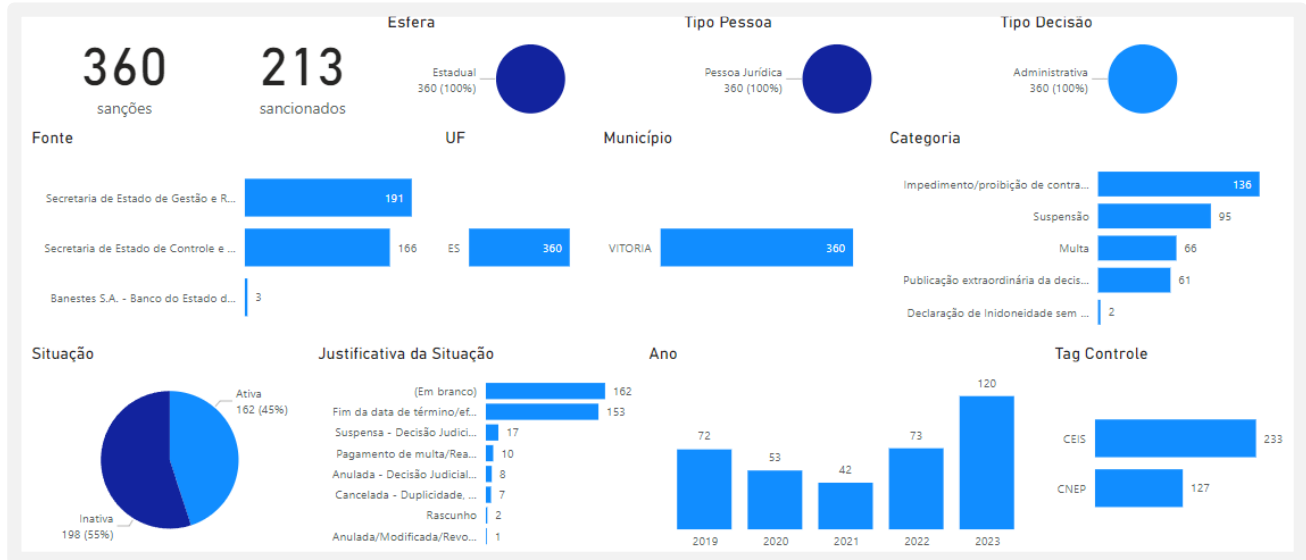 Esfera
Tipo Pessoa
Tipo Decisão
360
sanções
213
sancionados
Estadual
360 (100%)
Pessoa Jurídica
360 (100%)
Administrativa
360 (100%)
Fonte
Secretaria de Estado de Gestão e R... 191
Secretaria de Estado de Controle e ... 166
Banestes S.A. - Banco do Estado d... 3
UF
ES 360
Município
VITORIA 360
Categoria
Impedimento/proibição de contra... 136
Suspensão 95
Multa 66
Publicação extraordinária da decis... 61
Declaração de Inidoneidade sem ... 2
Situação
Ativa
162 (45%)
Inativa
198 (55%)
Justificativa da Situação
(Em branco) 162
Fim da data de término/ef... 153
Suspensa - Decisão Judici... 17
Pagamento de multa/Rea... 10
Anulada - Decisão Judicial... 8
Cancelada - Duplicidade, ... 7
Rascunho 2
Anulada/Modificada/Revo... 1
Ano
72 53 42 73 120
2019 2020 2021 2022 2023
Tag Controle
CEIS 233
CNEP 127